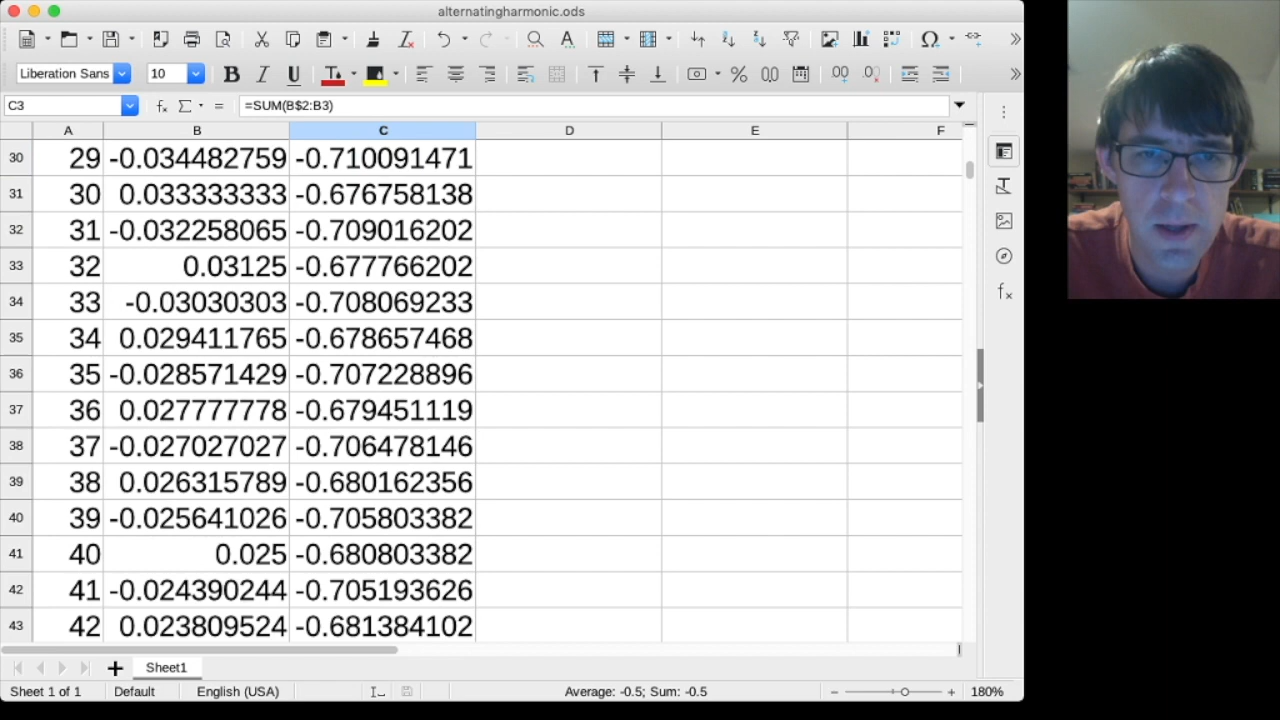 alternatingharmonic.ods
Liberation Sans 10
C3 =SUM(B$2:B3)
A B C D E F
30 29 -0.034482759 -0.710091471
31 30 0.033333333 -0.676758138
32 31 -0.032258065 -0.709016202
33 32 0.03125 -0.677766202
34 33 -0.03030303 -0.708069233
35 34 0.029411765 -0.678657468
36 35 -0.028571429 -0.707228896
37 36 0.027777778 -0.679451119
38 37 -0.027027027 -0.706478146
39 38 0.026315789 -0.680162356
40 39 -0.025641026 -0.705803382
41 40 0.025 -0.680803382
42 41 -0.024390244 -0.705193626
43 42 0.023809524 -0.681384102
Sheet1
Sheet 1 of 1 Default English (USA) Average: -0.5; Sum: -0.5 180%